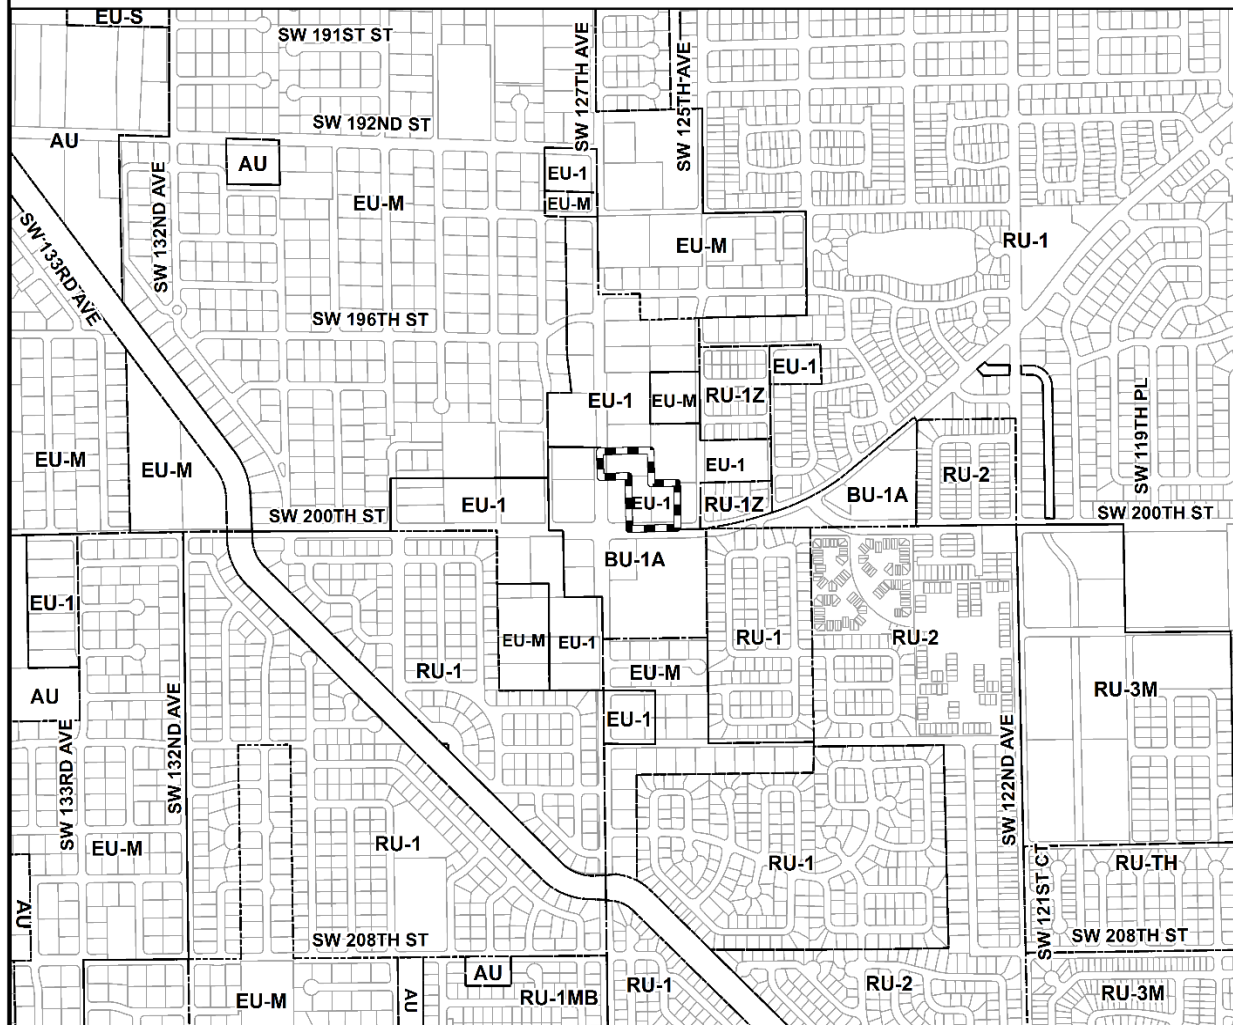 EU-S
SW 191ST ST
SW 127TH AVE
SW 125TH AVE
SW 192ND ST
AU
AU
SW 132ND AVE
EU-1
EU-M
EU-M
SW 133RD AVE
EU-M
RU-1
SW 196TH ST
EU-1
EU-1
EU-M
RU-1Z
SW 119TH PL
EU-M
EU-M
EU-1
RU-2
EU-1
EU-1
RU-1Z
BU-1A
SW 200TH ST
SW 200TH ST
BU-1A
EU-1
EU-M
EU-1
RU-1
RU-2
RU-1
EU-M
RU-3M
AU
EU-1
SW 133RD AVE
SW 132ND AVE
SW 122ND AVE
EU-M
RU-1
RU-1
RU-TH
AU
SW 121ST CT
SW 208TH ST
SW 208TH ST
AU
EU-M
AU
RU-1MB
RU-1
RU-2
RU-3M